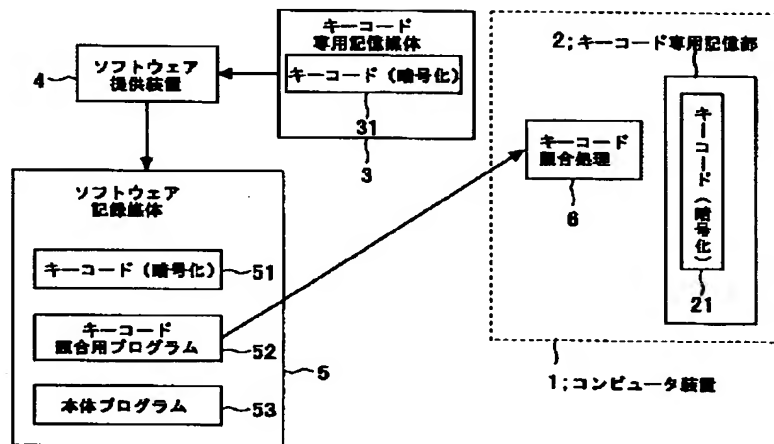 キーコード
専用記憶媒体
キーコード（暗号化）
31
3
ソフトウェア
提供装置
4
2；キーコード専用記憶部
キーコード（暗号化）
21
キーコード
照合処理
6
1；コンピュータ装置
ソフトウェア
記録媒体
キーコード（暗号化）
51
キーコード
照合用プログラム
52
本体プログラム
53
5